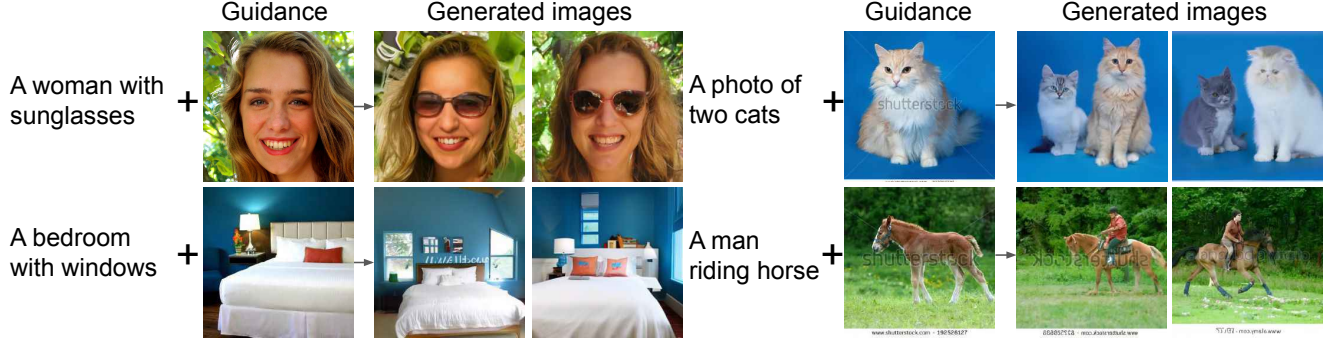 Guidance
Generated images
Guidance
Generated images
A woman with
sunglasses
+
A photo of
two cats
+
shutterstock
A bedroom
with windows
+
A man
riding horse
+
shutterstock
www.shutterstock.com · 192526127